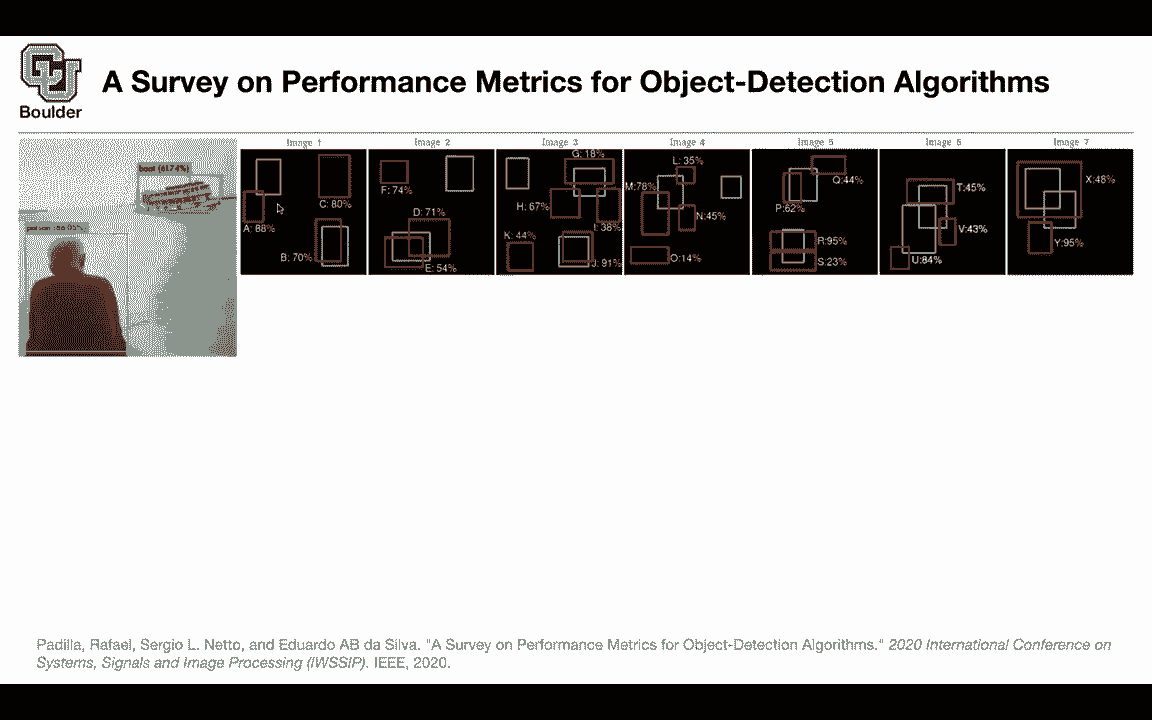 Boulder
A Survey on Performance Metrics for Object-Detection Algorithms
Image 1
Image 2
Image 3
Image 4
Image 5
Image 6
Image 7
A: 88%
C: 80%
B: 70%
F: 74%
D: 71%
E: 54%
G: 18%
H: 67%
I: 38%
K: 44%
J: 91%
L: 35%
M:78%
N:45%
O:14%
Q:44%
P:62%
R:95%
S:23%
T:45%
V:43%
U:84%
X:48%
Y:95%
Padilla, Rafael, Sergio L. Netto, and Eduardo AB da Silva. "A Survey on Performance Metrics for Object-Detection Algorithms." 2020 International Conference on
Systems, Signals and Image Processing (IWSSIP). IEEE, 2020.